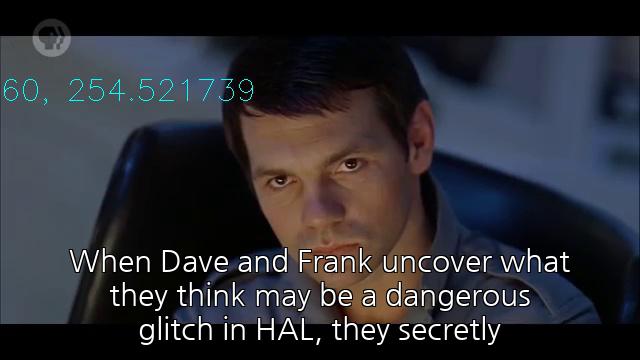 60, 254.521739
When Dave and Frank uncover what
they think may be a dangerous
glitch in HAL, they secretly